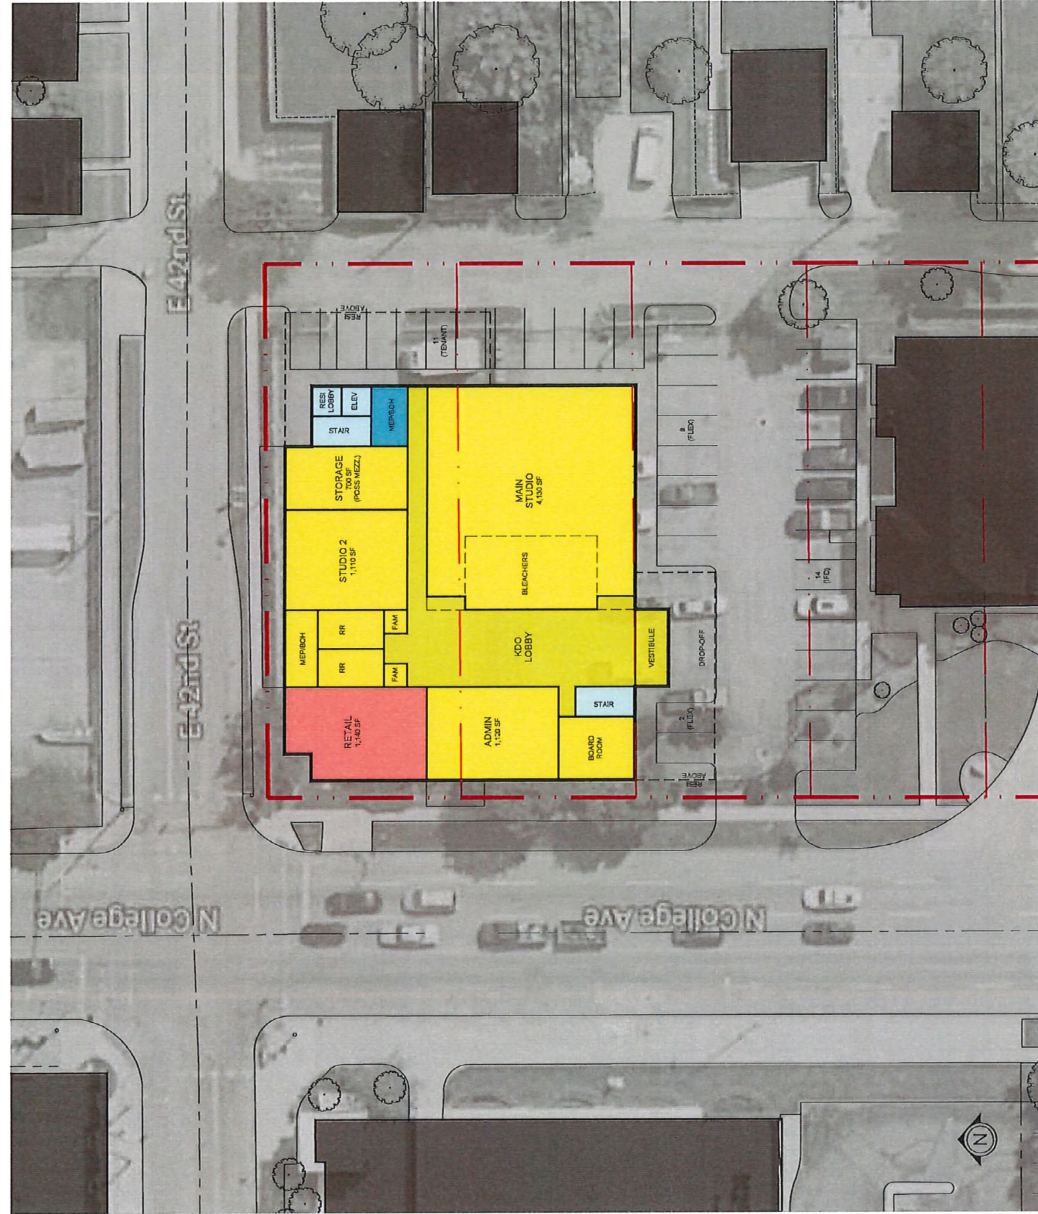 E 42nd St
E 42nd St
N College Ave
N College Ave
RESI
ABOVE
11
(TENANT)
RESI
LOBBY
ELEV
STAIR
MEP/BOH
STORAGE
700 SF
(POSS MEZZ.)
STUDIO 2
1,110 SF
MAIN
STUDIO
4,130 SF
BLEACHERS
MEP/BOH
RR
RR
FAM
FAM
KDO
LOBBY
VESTIBULE
DROP-OFF
RETAIL
1,140 SF
ADMIN
1,120 SF
BOARD
ROOM
STAIR
(FLEX)
2
(FLEX)
14
RESI
ABOVE
N